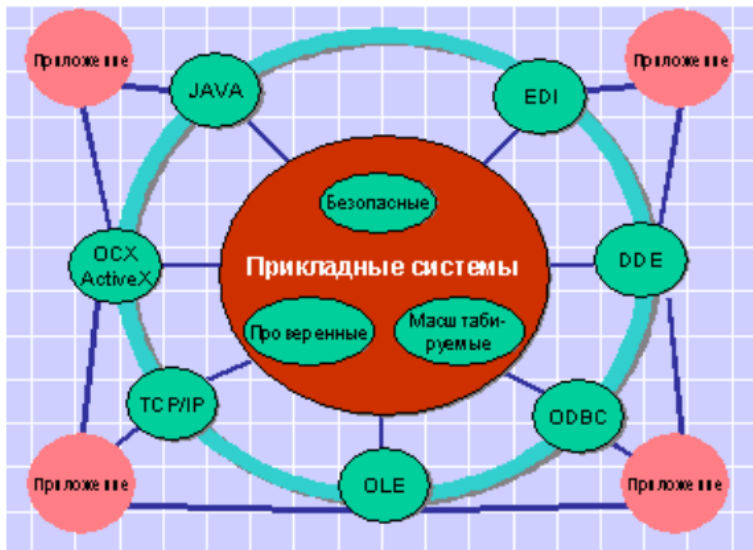 Приложение
Приложение
JAVA
EDI
Безопасные
OCX
ActiveX
Прикладные системы
DDE
Проверенные
Масштаби-
руемые
TCP/IP
ODBC
Приложение
OLE
Приложение